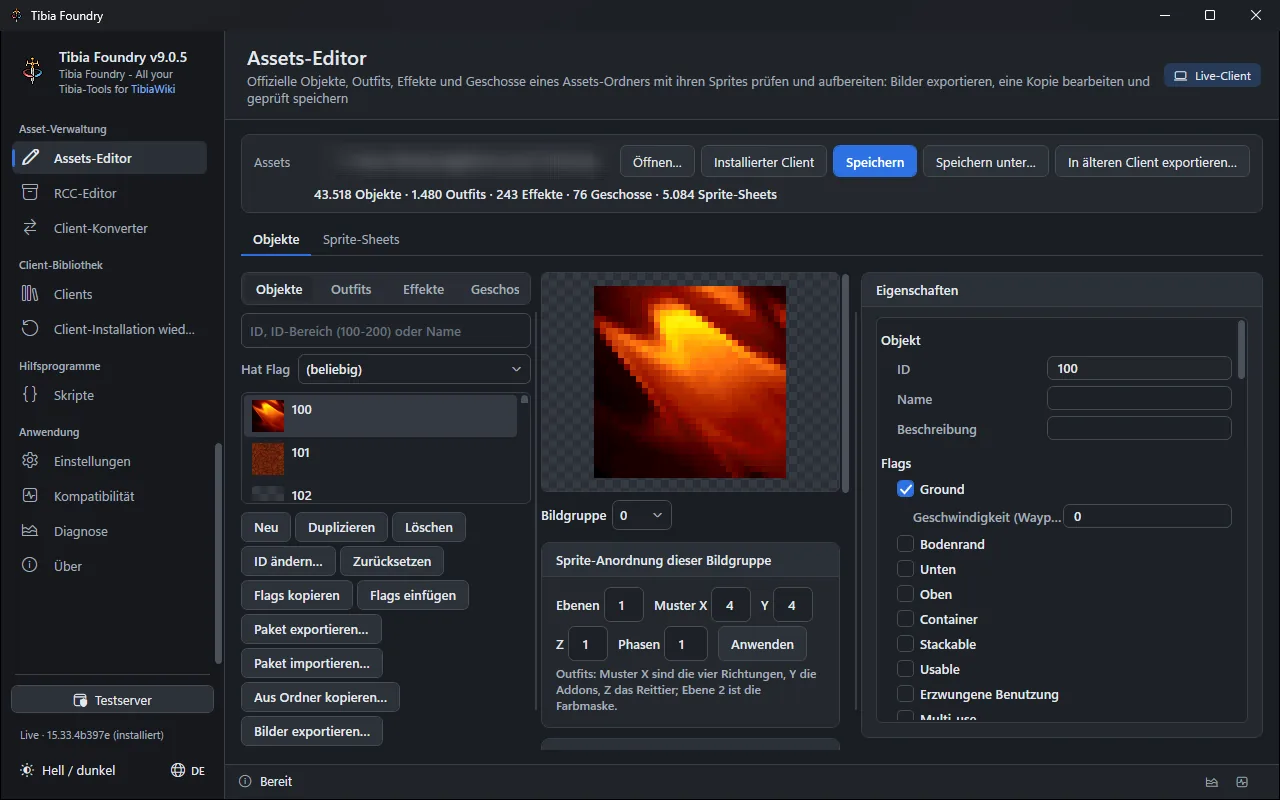 Tibia Foundry
Tibia Foundry v9.0.5
Tibia Foundry - All your
Tibia-Tools for TibiaWiki
Asset-Verwaltung
Assets-Editor
RCC-Editor
Client-Konverter
Client-Bibliothek
Clients
Client-Installation wied...
Hilfsprogramme
Skripte
Anwendung
Einstellungen
Kompatibilität
Diagnose
Über
Testserver
Live · 15.33.4b397e (installiert)
Hell / dunkel
DE
Assets-Editor
Offizielle Objekte, Outfits, Effekte und Geschosse eines Assets-Ordners mit ihren Sprites prüfen und aufbereiten: Bilder exportieren, eine Kopie bearbeiten und
geprüft speichern
Live-Client
Assets
Öffnen...
Installierter Client
Speichern
Speichern unter...
In älteren Client exportieren...
43.518 Objekte · 1.480 Outfits · 243 Effekte · 76 Geschosse · 5.084 Sprite-Sheets
Objekte
Sprite-Sheets
Objekte
Outfits
Effekte
Geschos
ID, ID-Bereich (100-200) oder Name
Hat Flag
(beliebig)
100
101
102
Neu
Duplizieren
Löschen
ID ändern...
Zurücksetzen
Flags kopieren
Flags einfügen
Paket exportieren...
Paket importieren...
Aus Ordner kopieren...
Bilder exportieren...
Bildgruppe
0
Sprite-Anordnung dieser Bildgruppe
Ebenen
1
Muster X
4
Y
4
Z
1
Phasen
1
Anwenden
Outfits: Muster X sind die vier Richtungen, Y die
Addons, Z das Reittier; Ebene 2 ist die
Farbmaske.
Eigenschaften
Objekt
ID
100
Name
Beschreibung
Flags
Ground
Geschwindigkeit (Wayp...
0
Bodenrand
Unten
Oben
Container
Stackable
Usable
Erzwungene Benutzung
Multi-use
Bereit